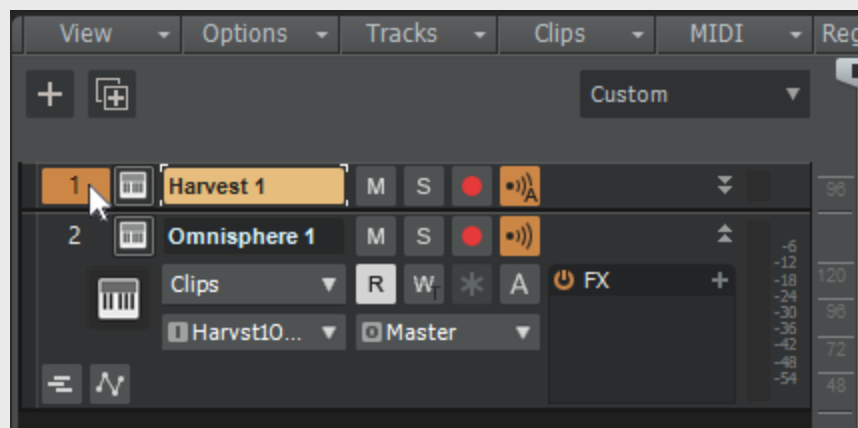 View Options Tracks Clips MIDI Reg
Custom
1 Harvest 1 M S A
96
2 Omnisphere 1 M S
-6
-12
Clips R W T A FX -18
120
-24
-30
96
Harvst1O... O Master -36
-42
72
-48
-54
48